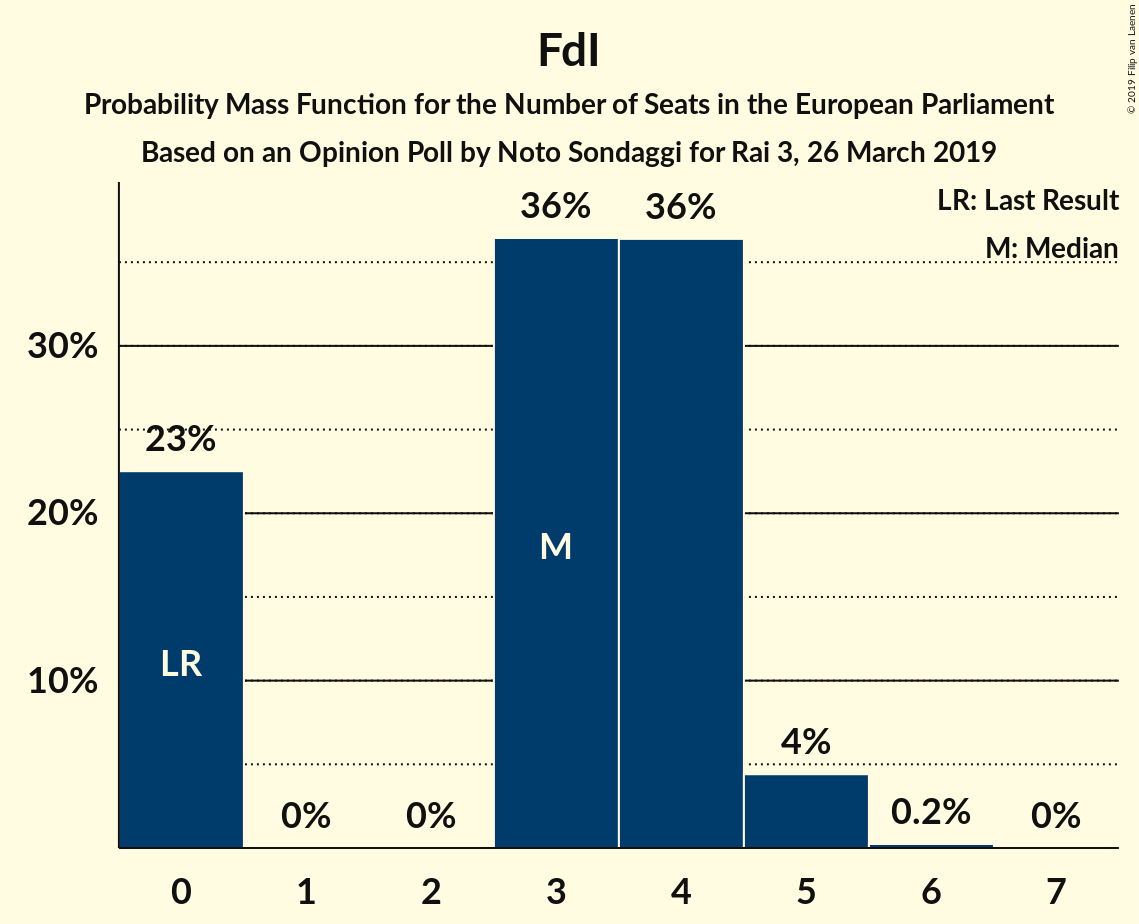 FdI
Probability Mass Function for the Number of Seats in the European Parliament
Based on an Opinion Poll by Noto Sondaggi for Rai 3, 26 March 2019
© 2019 Filip van Laenen
LR: Last Result
M: Median
36%
36%
30%
23%
20%
M
LR
10%
4%
0%
0%
0.2%
0%
0
1
2
3
4
5
6
7